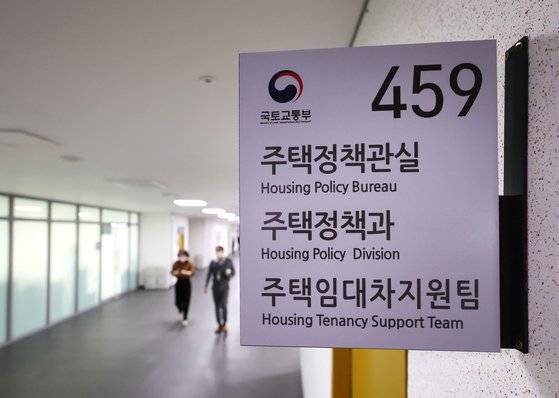 459
국토교통부
주택정책관실
Housing Policy Bureau
주택정책과
Housing Policy Division
주택임대차지원팀
Housing Tenancy Support Team